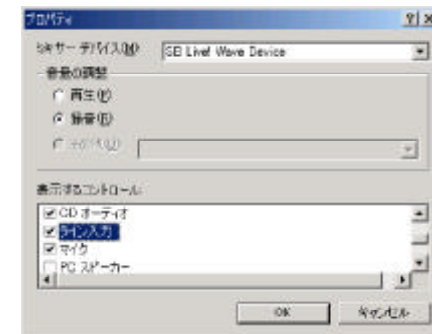 プロパティ
ミキサー デバイス(M): SB Live! Wave Device
音量の調整
再生(P)
録音(R)
表示するコントロール:
CD オーディオ
ライン入力
マイク
PC スピーカー
OK キャンセル